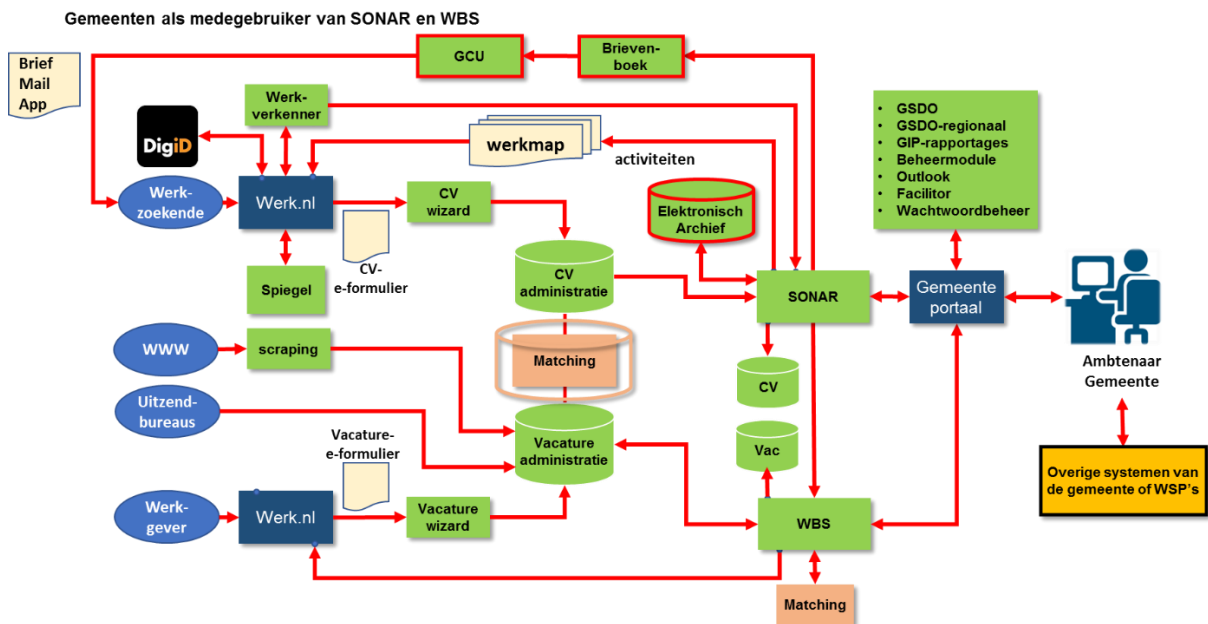 Gemeenten als medegebruiker van SONAR en WBS
Brief
Mail
App
GCU
Brieven-
boek
Werk-
verkenner
DigiD
werkmap
activiteiten
• GSDO
• GSDO-regionaal
• GIP-rapportages
• Beheermodule
• Outlook
• Facilitor
• Wachtwoordbeheer
Werk-
zoekende
Werk.nl
CV
wizard
Elektronisch
Archief
CV-
e-formulier
Spiegel
CV
administratie
SONAR
Gemeente
portaal
WWW
scraping
Matching
CV
Ambtenaar
Gemeente
Uitzend-
bureaus
Vacature-
e-formulier
Vacature
administratie
Vac
Overige systemen van
de gemeente of WSP's
Werk-
gever
Werk.nl
Vacature
wizard
WBS
Matching